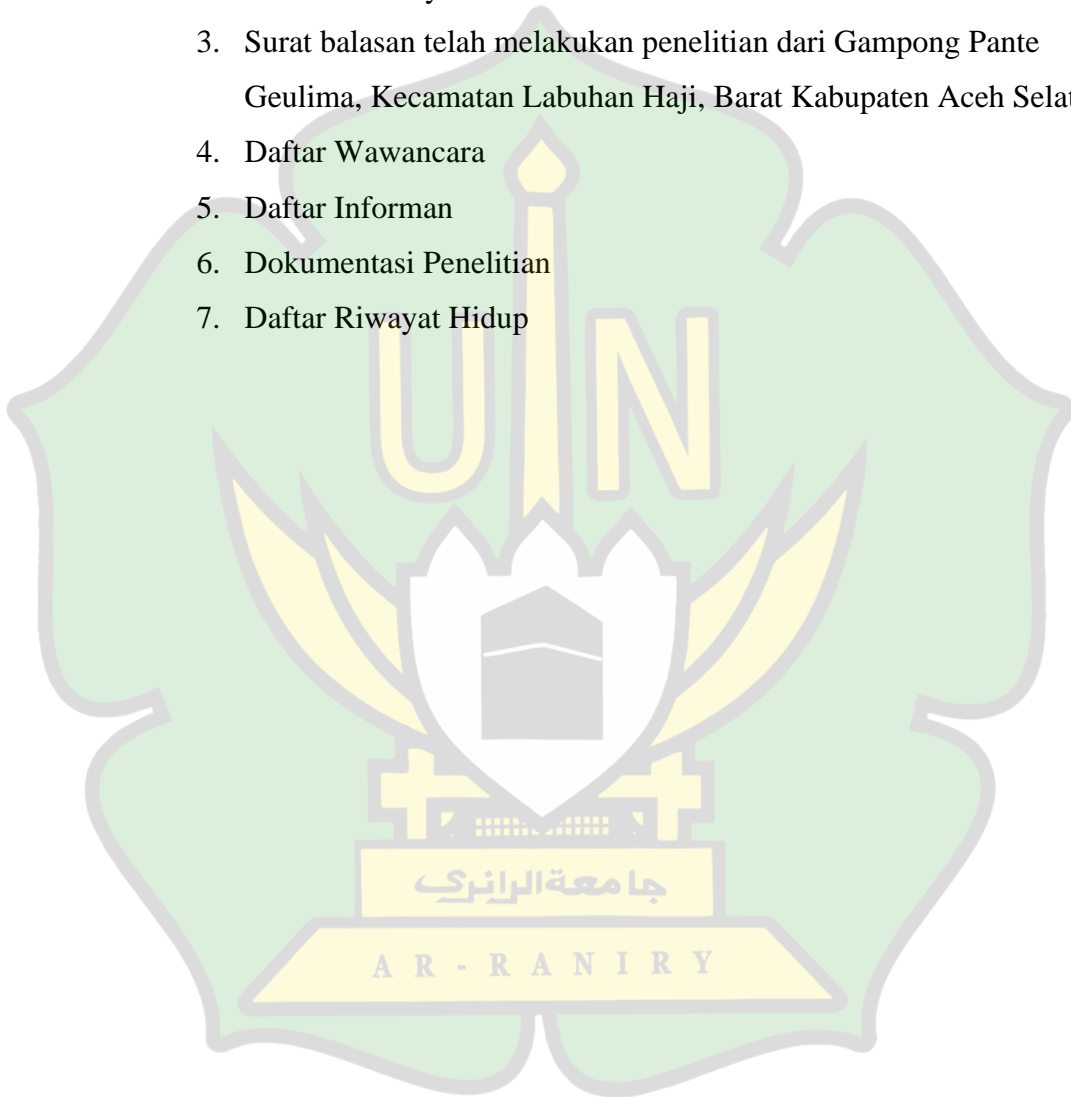 3. Surat balasan telah melakukan penelitian dari Gampong Pante
Geulima, Kecamatan Labuhan Haji, Barat Kabupaten Aceh
4. Daftar Wawancara
5. Daftar Informan
6. Dokumentasi Penelitian
7. Daftar Riwayat Hidup
UIN
جامعة الرانري
AR-RANIRY